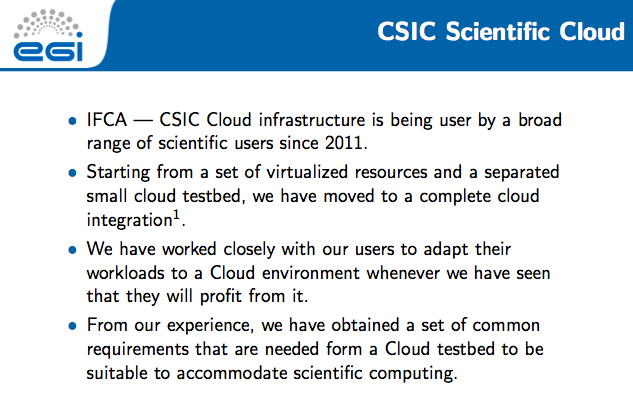 egi
CSIC Scientific Cloud
• IFCA — CSIC Cloud infrastructure is being user by a broad
range of scientific users since 2011.
• Starting from a set of virtualized resources and a separated
small cloud testbed, we have moved to a complete cloud
integration¹.
• We have worked closely with our users to adapt their
workloads to a Cloud environment whenever we have seen
that they will profit from it.
• From our experience, we have obtained a set of common
requirements that are needed form a Cloud testbed to be
suitable to accommodate scientific computing.